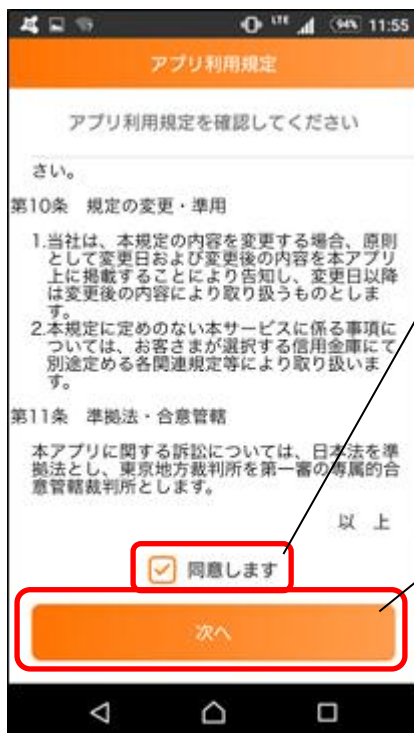 LTE 94% 11:55
アプリ利用規定
アプリ利用規定を確認してください
さい。
第10条 規定の変更・準用
1.当社は、本規定の内容を変更する場合、原則
として変更日および変更後の内容を本アプリ
上に掲載することにより告知し、変更日以降
は変更後の内容により取り扱うものとしま
す。
2.本規定に定めのない本サービスに係る事項に
ついては、お客さまが選択する信用金庫にて
別途定める各関連規定等により取り扱いま
す。
第11条 準拠法・合意管轄
本アプリに関する訴訟については、日本法を準
拠法とし、東京地方裁判所を第一審の専属的合
意管轄裁判所とします。
以 上
同意します
次へ